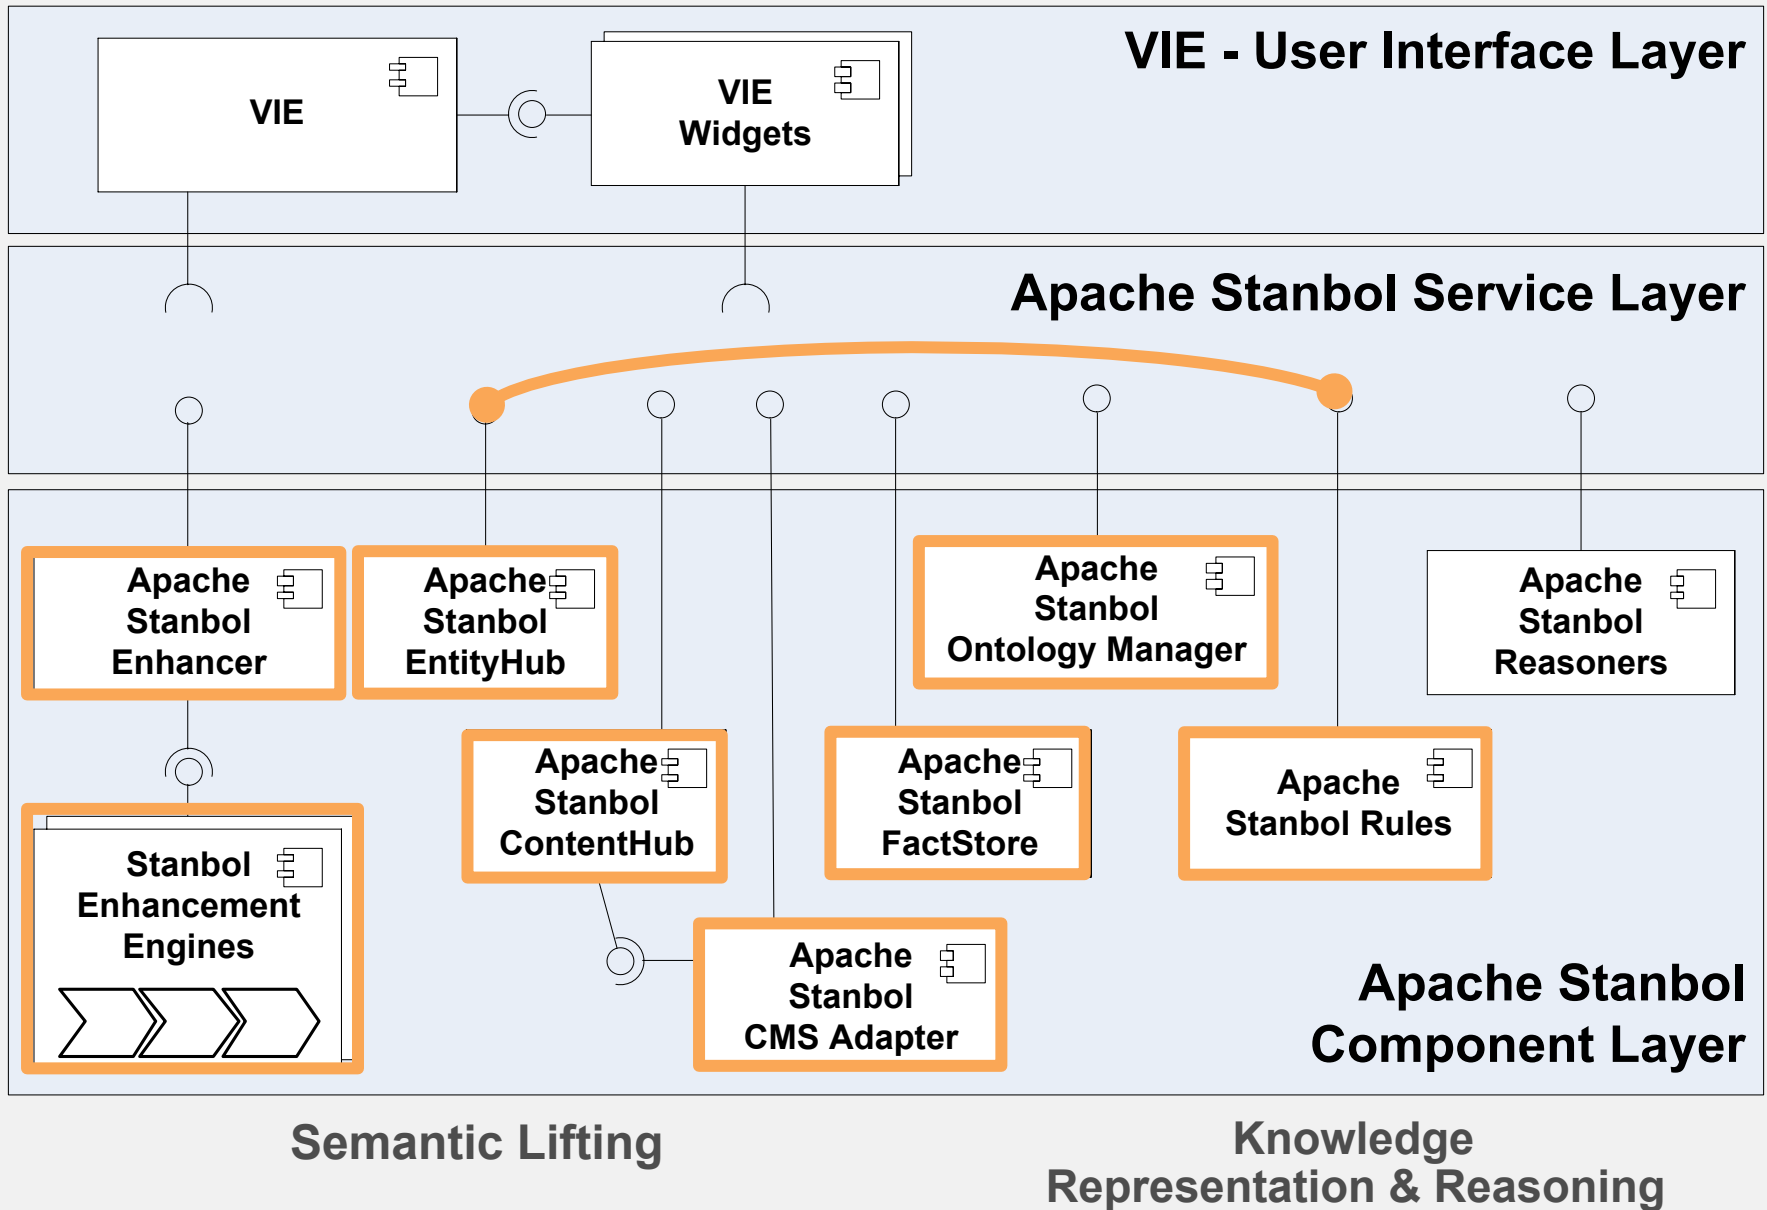 VIE - User Interface Layer
VIE
VIE
Widgets
Apache Stanbol Service Layer
Apache
Stanbol
Enhancer
Apache
Stanbol
EntityHub
Apache
Stanbol
Ontology Manager
Apache
Stanbol
Reasoners
Apache
Stanbol
ContentHub
Apache
Stanbol
FactStore
Apache
Stanbol Rules
Stanbol
Enhancement
Engines
Apache
Stanbol
CMS Adapter
Apache Stanbol
Component Layer
Semantic Lifting
Knowledge
Representation & Reasoning